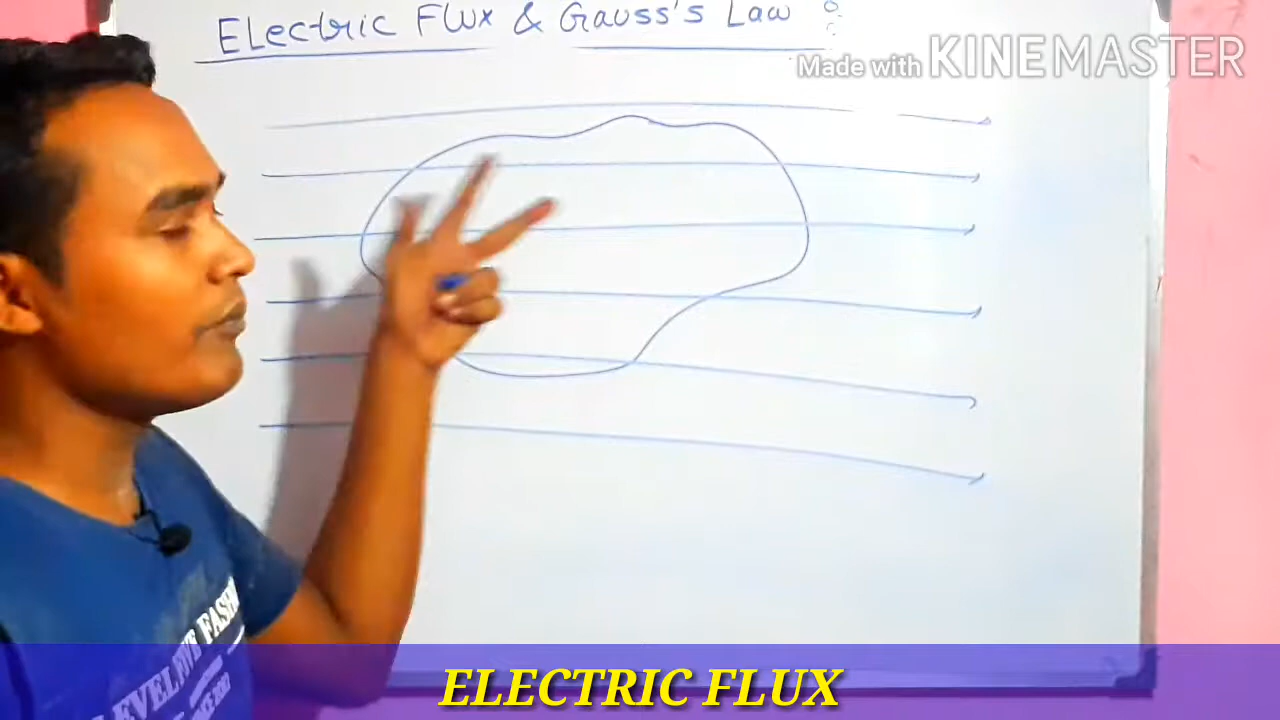 Electric Flux & Gauss's Law :
Made with KINEMASTER
ELECTRIC FLUX